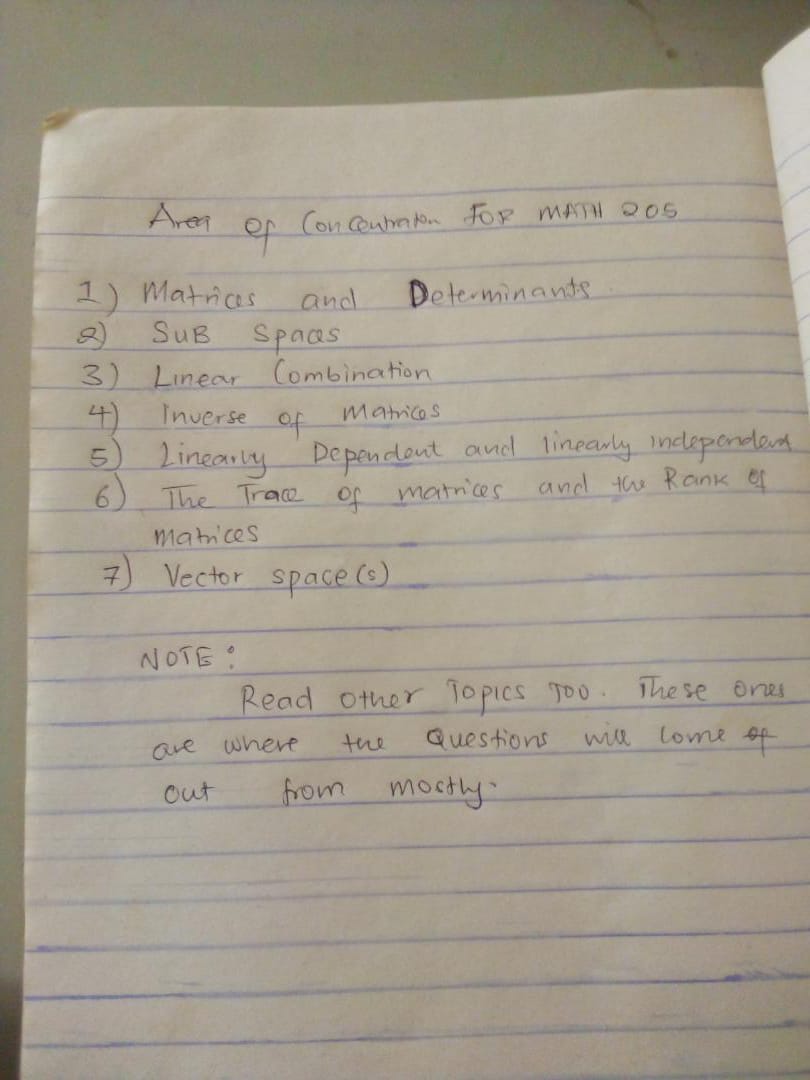 Area of Concentration FOR MATH 205
1) Matrices and Determinants.
2) SUB Spaces
3) Linear Combination
4) Inverse of Matrices
5) Linearly Dependent and linearly independent
6) The Trace of matrices and the Rank of
matrices
7) Vector space(s)
NOTE:
Read other Topics TOO. These ones
are where the Questions will come of
out from mostly.